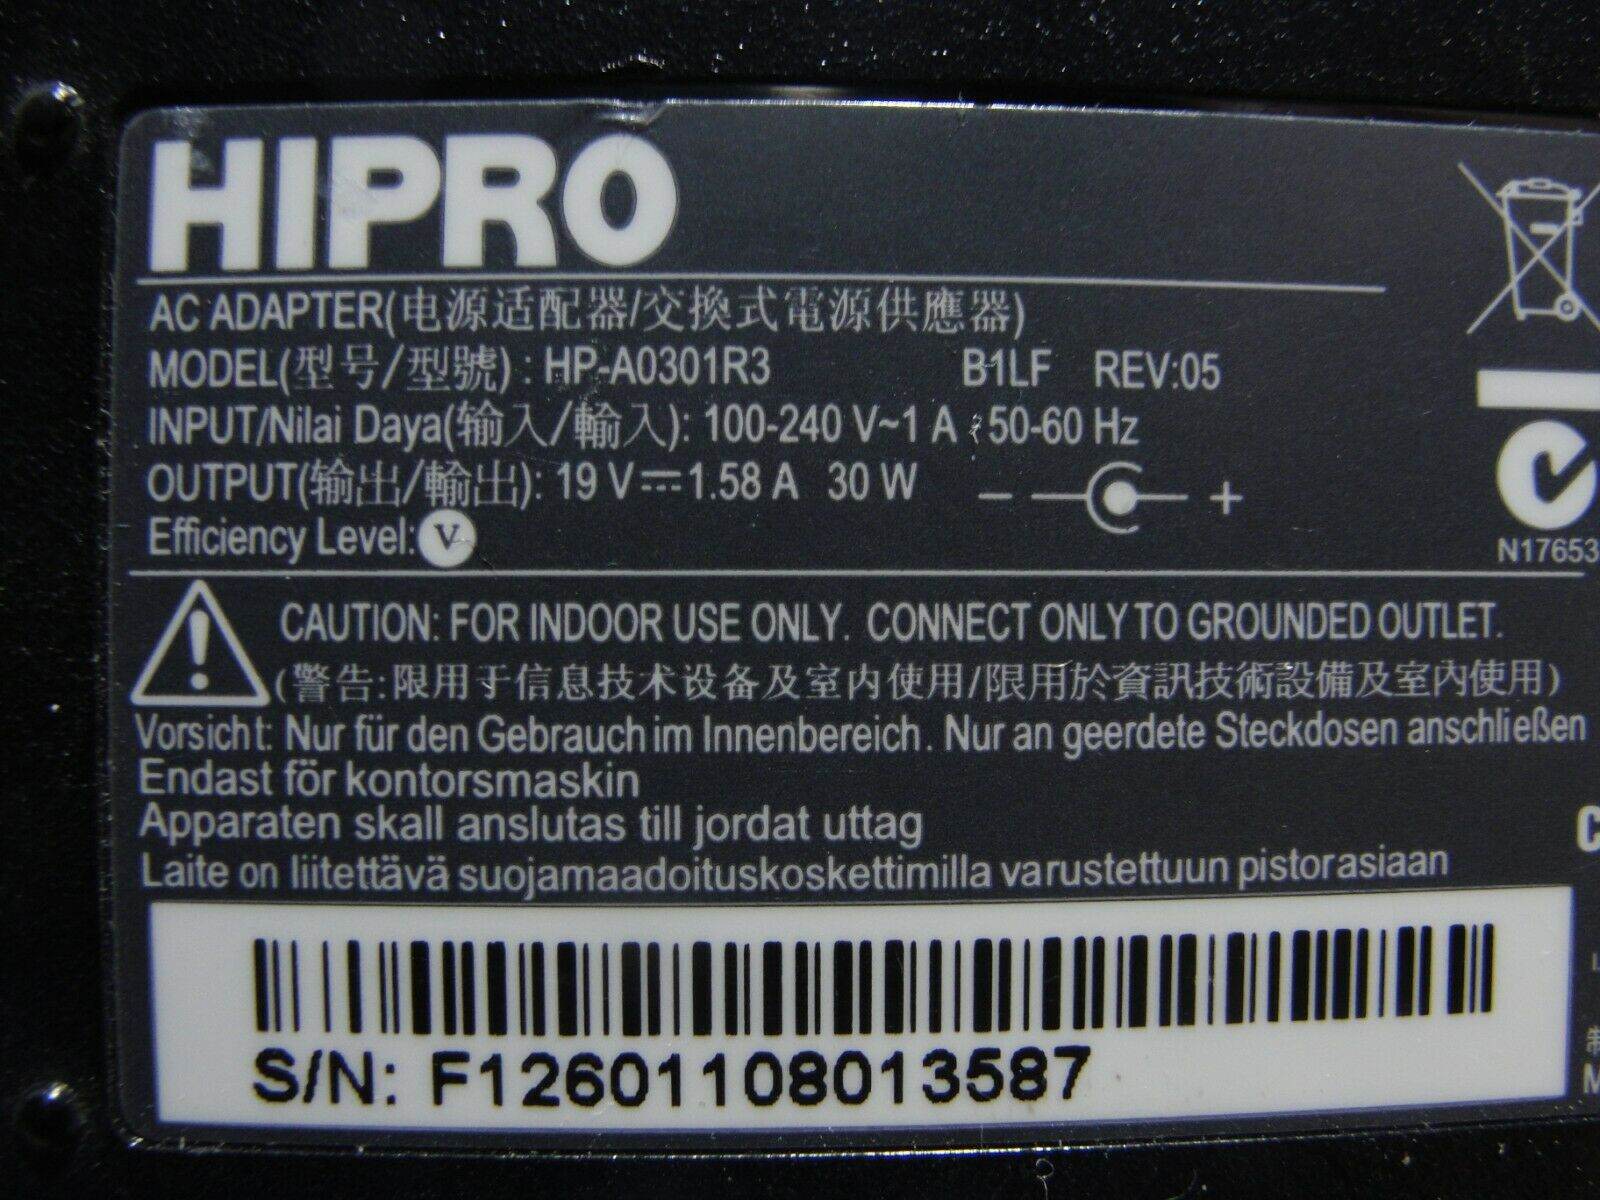 HIPRO
AC ADAPTER(电源适配器/交換式電源供應器)
MODEL(型号/型號) : HP-A0301R3 B1LF REV:05
INPUT/Nilai Daya(输入/輸入): 100-240 V~1 A 50-60 Hz
OUTPUT(输出/輸出): 19 V⎓1.58 A 30 W − +
Efficiency Level: V
N17653
CAUTION: FOR INDOOR USE ONLY. CONNECT ONLY TO GROUNDED OUTLET.
(警告:限用于信息技术设备及室内使用/限用於資訊技術設備及室內使用)
Vorsicht: Nur für den Gebrauch im Innenbereich. Nur an geerdete Steckdosen anschließen
Endast för kontorsmaskin
Apparaten skall anslutas till jordat uttag
Laite on liitettävä suojamaadoituskoskettimilla varustettuun pistorasiaan
S/N: F12601108013587